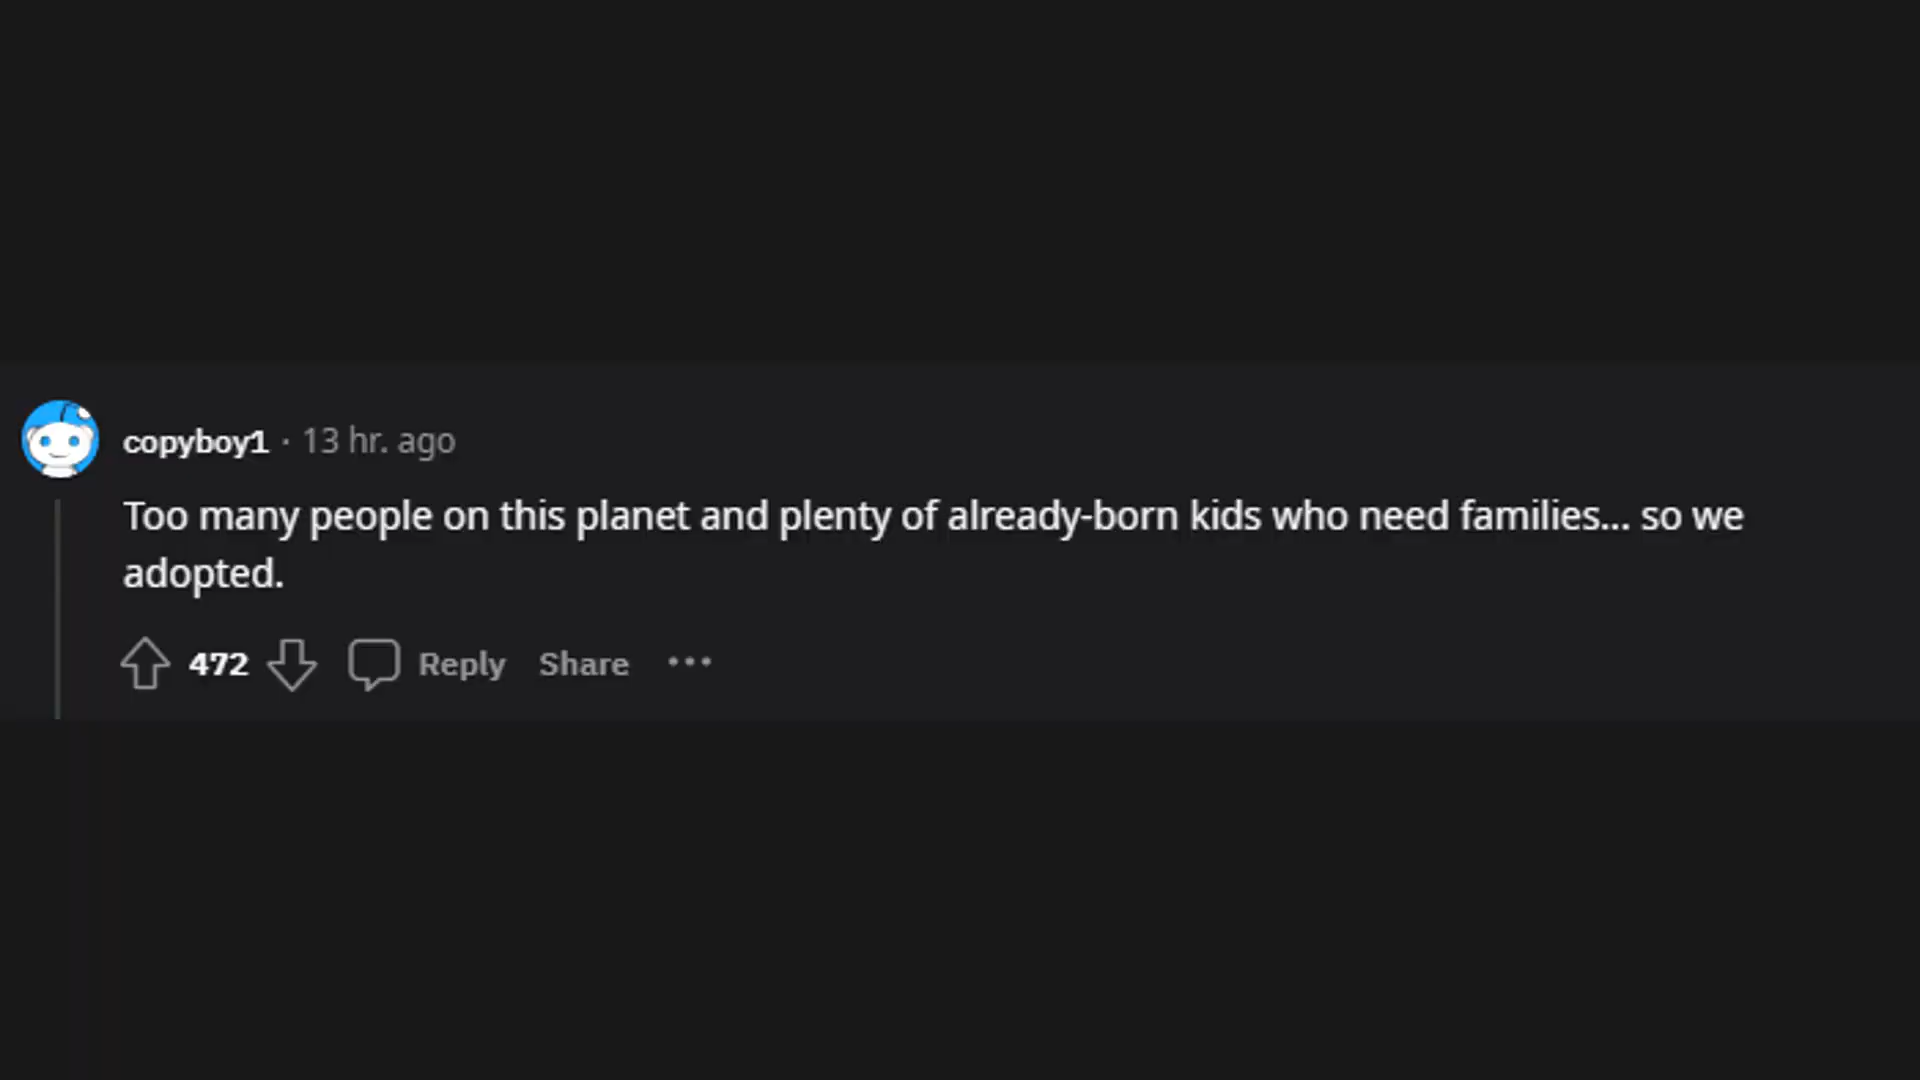 copyboy1 · 13 hr. ago
Too many people on this planet and plenty of already-born kids who need families... so we
adopted.
472 Reply Share ···